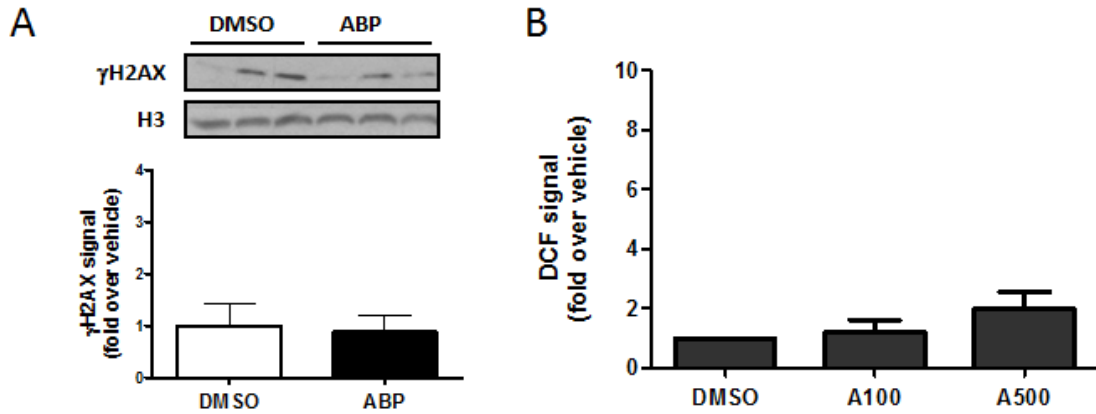 A
DMSO ABP
γH2AX
H3
γH2AX signal
(fold over vehicle)
4
3
2
1
0
DMSO ABP
B
DCF signal
(fold over vehicle)
10
8
6
4
2
0
DMSO A100 A500